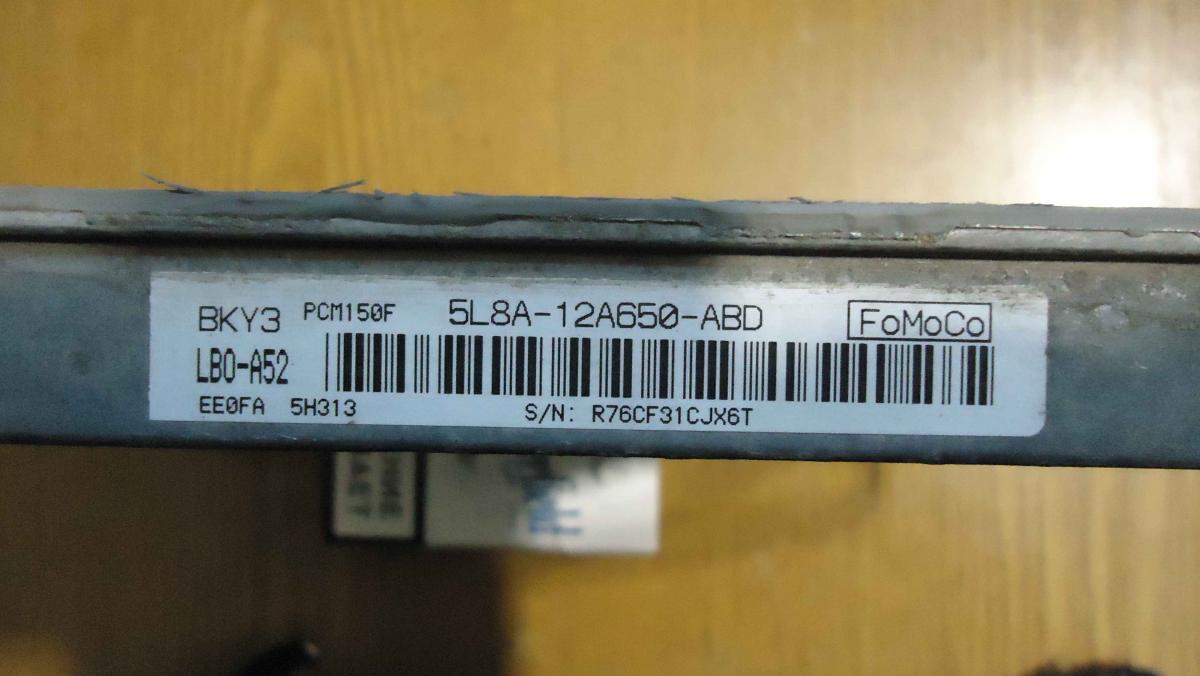 BKY3 PCM150F 5L8A-12A650-ABD FoMoCo
LB0-A52
EE0FA 5H313 S/N: R76CF31CJX6T